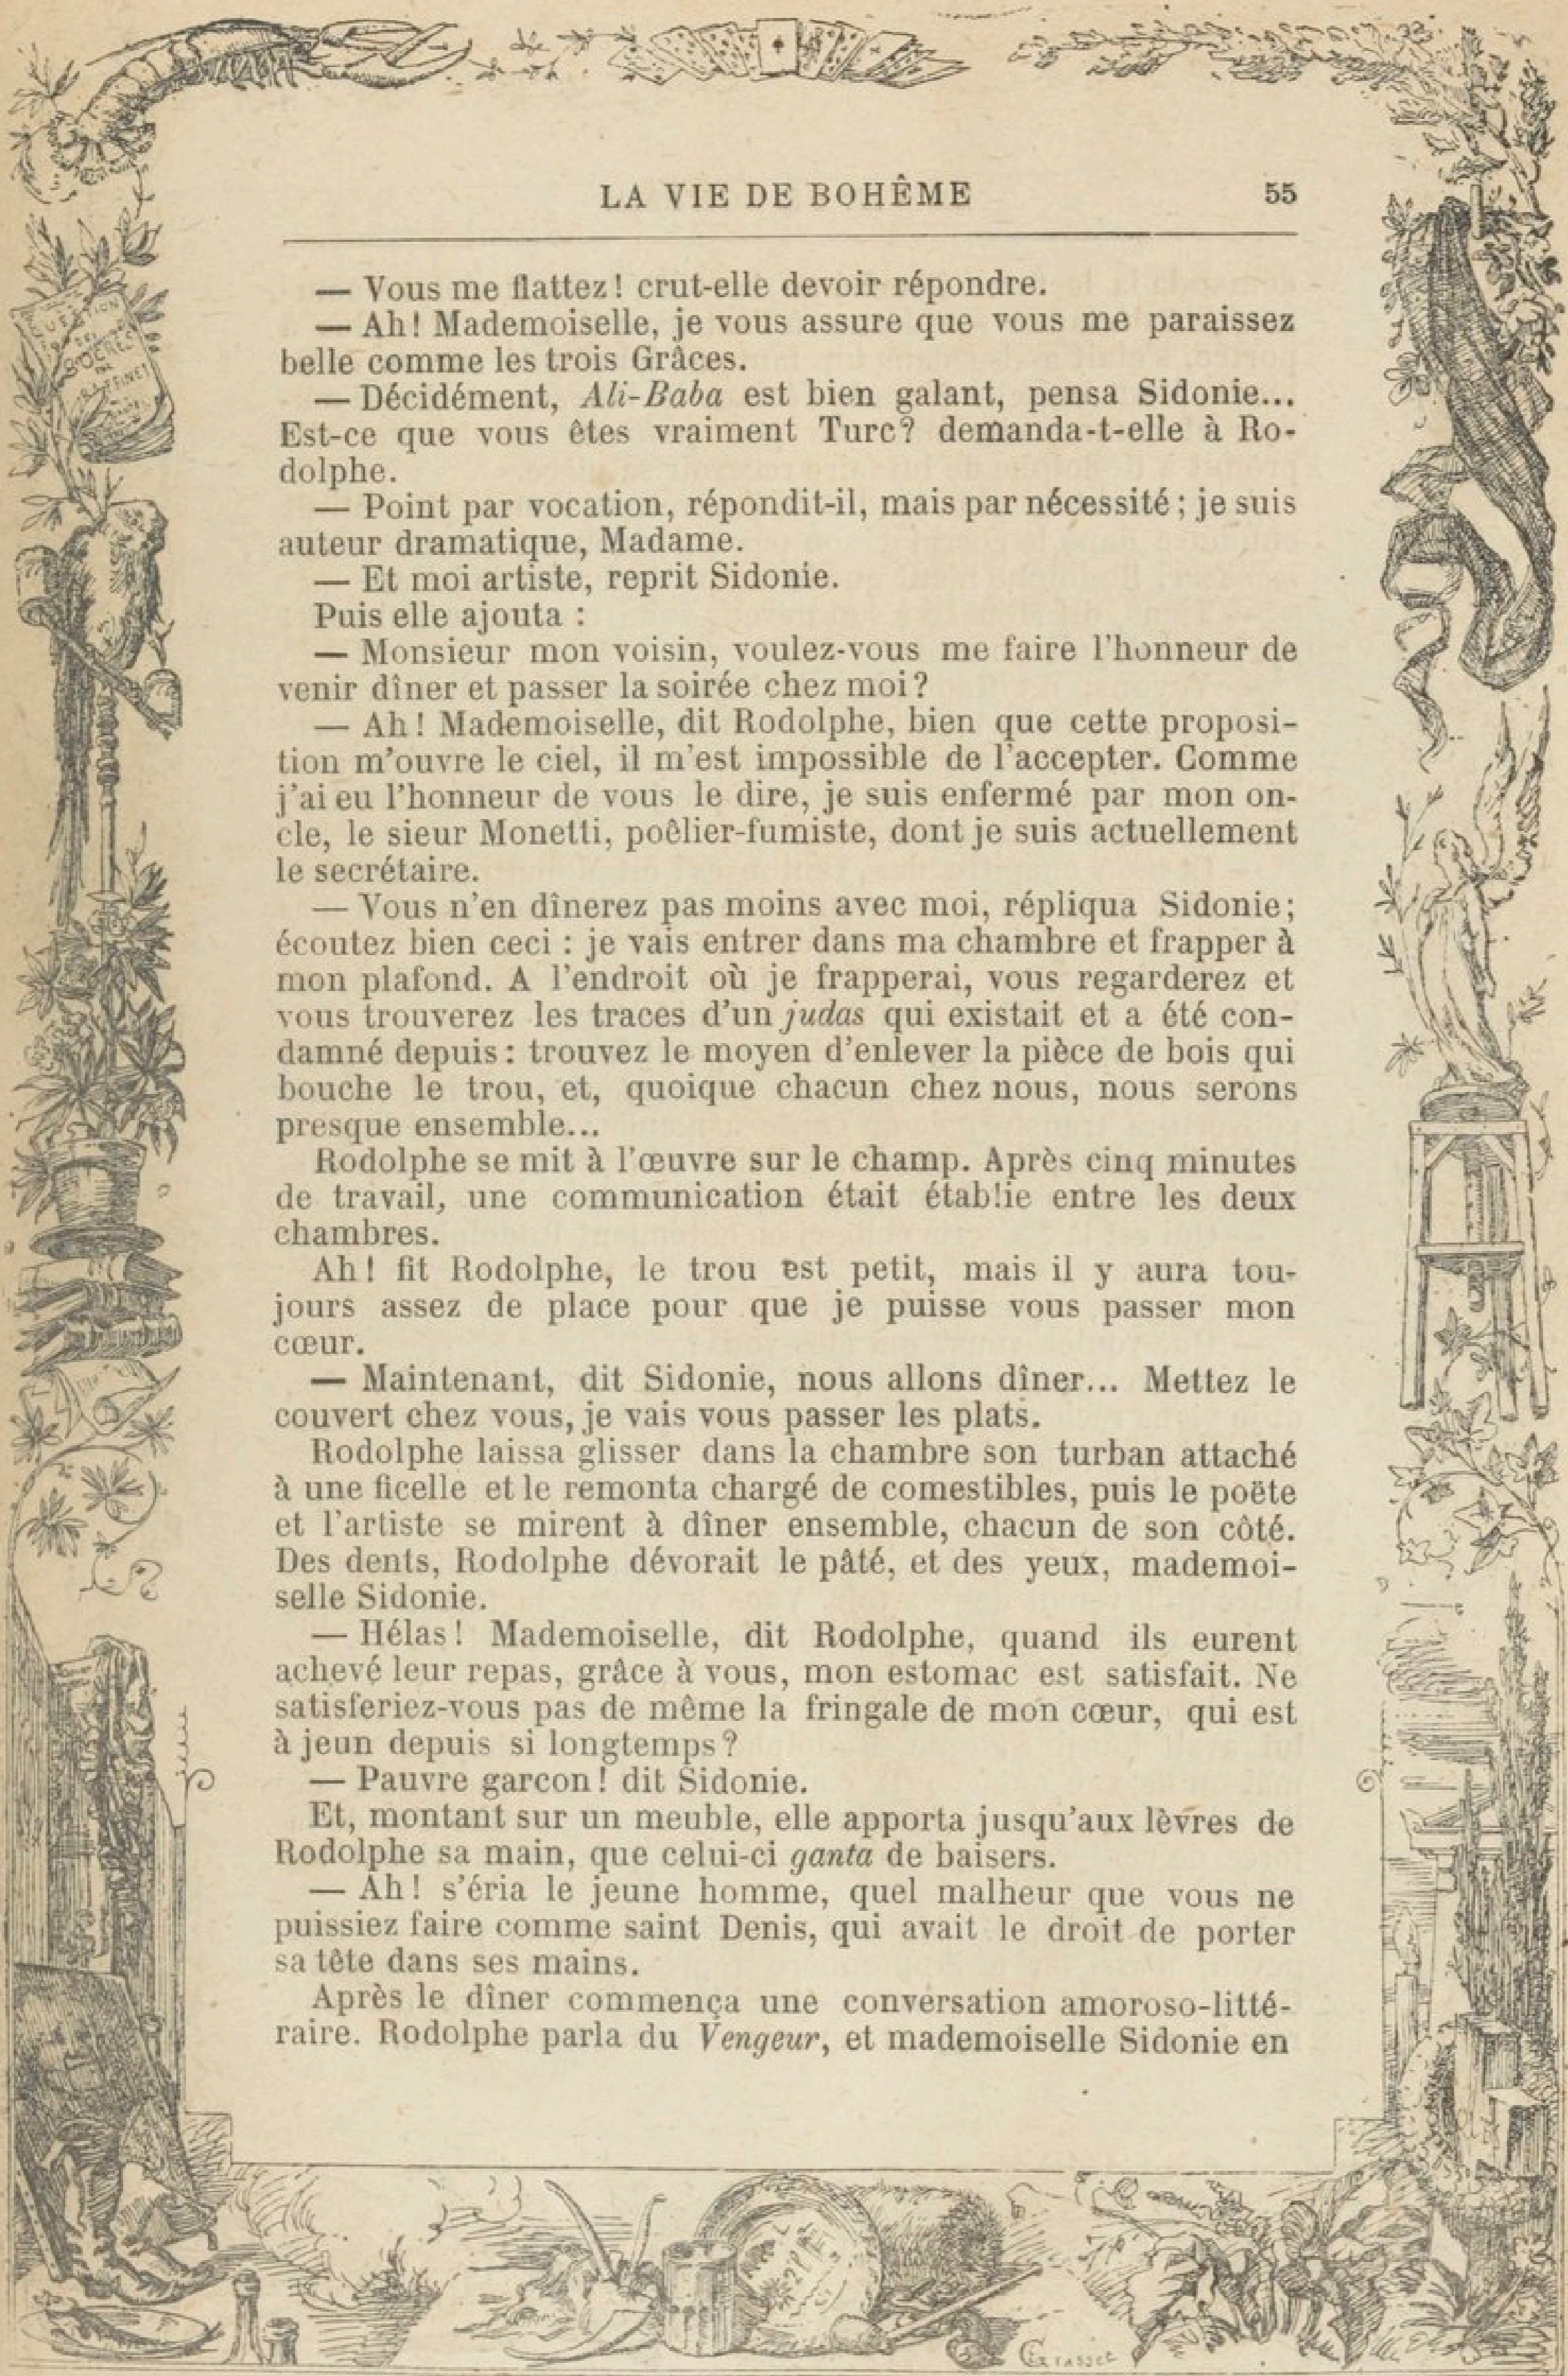 LA VIE DE BOHÊME 55
— Vous me flattez! crut-elle devoir répondre.
— Ah! Mademoiselle, je vous assure que vous me paraissez
belle comme les trois Grâces.
— Décidément, Ali-Baba est bien galant, pensa Sidonie...
Est-ce que vous êtes vraiment Turc? demanda-t-elle à Ro-
dolphe.
— Point par vocation, répondit-il, mais par nécessité; je suis
auteur dramatique, Madame.
— Et moi artiste, reprit Sidonie.
Puis elle ajouta :
— Monsieur mon voisin, voulez-vous me faire l'honneur de
venir dîner et passer la soirée chez moi?
— Ah! Mademoiselle, dit Rodolphe, bien que cette proposi-
tion m'ouvre le ciel, il m'est impossible de l'accepter. Comme
j'ai eu l'honneur de vous le dire, je suis enfermé par mon on-
cle, le sieur Monetti, poêlier-fumiste, dont je suis actuellement
le secrétaire.
— Vous n'en dînerez pas moins avec moi, répliqua Sidonie;
écoutez bien ceci : je vais entrer dans ma chambre et frapper à
mon plafond. A l'endroit où je frapperai, vous regarderez et
vous trouverez les traces d'un judas qui existait et a été con-
damné depuis : trouvez le moyen d'enlever la pièce de bois qui
bouche le trou, et, quoique chacun chez nous, nous serons
presque ensemble...
Rodolphe se mit à l'œuvre sur le champ. Après cinq minutes
de travail, une communication était établie entre les deux
chambres.
Ah! fit Rodolphe, le trou est petit, mais il y aura tou-
jours assez de place pour que je puisse vous passer mon
cœur.
— Maintenant, dit Sidonie, nous allons dîner... Mettez le
couvert chez vous, je vais vous passer les plats.
Rodolphe laissa glisser dans la chambre son turban attaché
à une ficelle et le remonta chargé de comestibles, puis le poëte
et l'artiste se mirent à dîner ensemble, chacun de son côté.
Des dents, Rodolphe dévorait le pâté, et des yeux, mademoi-
selle Sidonie.
— Hélas! Mademoiselle, dit Rodolphe, quand ils eurent
achevé leur repas, grâce à vous, mon estomac est satisfait. Ne
satisferiez-vous pas de même la fringale de mon cœur, qui est
à jeun depuis si longtemps?
— Pauvre garcon! dit Sidonie.
Et, montant sur un meuble, elle apporta jusqu'aux lèvres de
Rodolphe sa main, que celui-ci ganta de baisers.
— Ah! s'éria le jeune homme, quel malheur que vous ne
puissiez faire comme saint Denis, qui avait le droit de porter
sa tête dans ses mains.
Après le dîner commença une conversation amoroso-litté-
raire. Rodolphe parla du Vengeur, et mademoiselle Sidonie en
Grasset